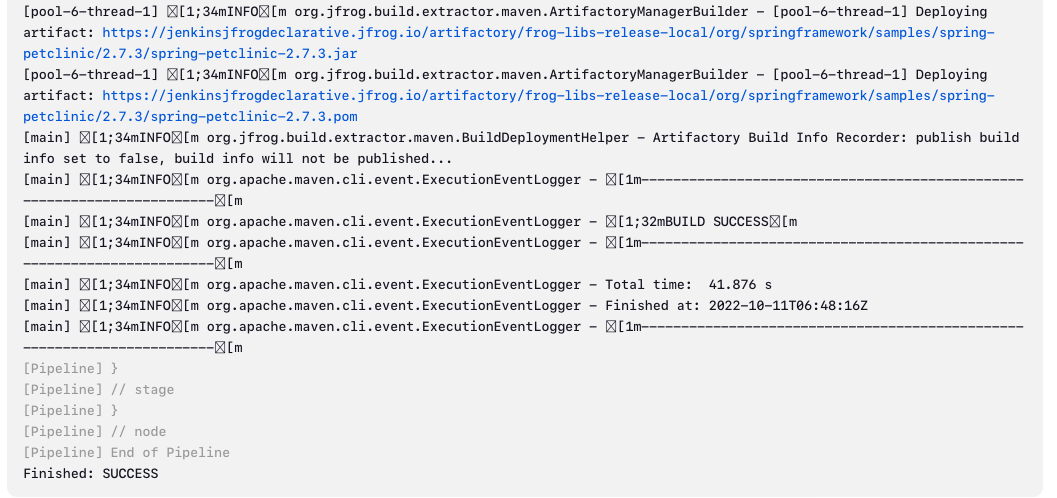 [pool-6-thread-1] [1;34mINFO[m org.jfrog.build.extractor.maven.ArtifactoryManagerBuilder - [pool-6-thread-1] Deploying
artifact: https://jenkinsjfrogdeclarative.jfrog.io/artifactory/frog-libs-release-local/org/springframework/samples/spring-
petclinic/2.7.3/spring-petclinic-2.7.3.jar
[pool-6-thread-1] [1;34mINFO[m org.jfrog.build.extractor.maven.ArtifactoryManagerBuilder - [pool-6-thread-1] Deploying
artifact: https://jenkinsjfrogdeclarative.jfrog.io/artifactory/frog-libs-release-local/org/springframework/samples/spring-
petclinic/2.7.3/spring-petclinic-2.7.3.pom
[main] [1;34mINFO[m org.jfrog.build.extractor.maven.BuildDeploymentHelper - Artifactory Build Info Recorder: publish build
info set to false, build info will not be published...
[main] [1;34mINFO[m org.apache.maven.cli.event.ExecutionEventLogger - [1m------------------------------------------------
------------------------[m
[main] [1;34mINFO[m org.apache.maven.cli.event.ExecutionEventLogger - [1;32mBUILD SUCCESS[m
[main] [1;34mINFO[m org.apache.maven.cli.event.ExecutionEventLogger - [1m------------------------------------------------
------------------------[m
[main] [1;34mINFO[m org.apache.maven.cli.event.ExecutionEventLogger - Total time:  41.876 s
[main] [1;34mINFO[m org.apache.maven.cli.event.ExecutionEventLogger - Finished at: 2022-10-11T06:48:16Z
[main] [1;34mINFO[m org.apache.maven.cli.event.ExecutionEventLogger - [1m------------------------------------------------
------------------------[m
[Pipeline] }
[Pipeline] // stage
[Pipeline] }
[Pipeline] // node
[Pipeline] End of Pipeline
Finished: SUCCESS